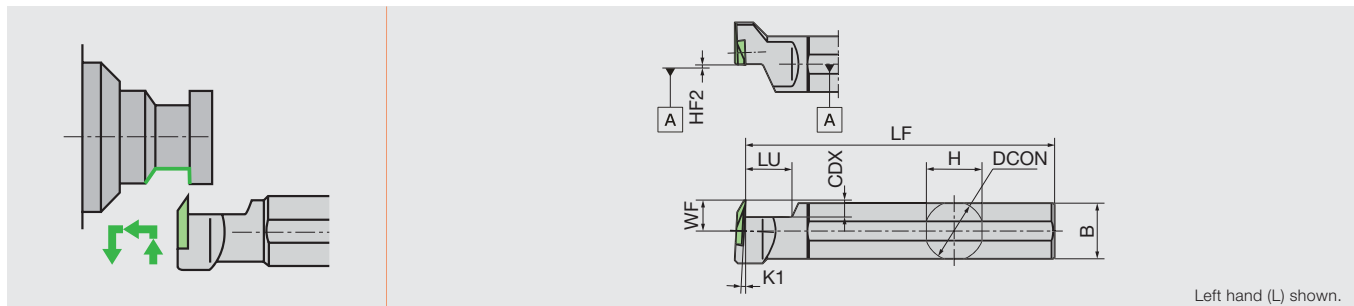 HF2
A
A
LF
LU
CDX
H
DCON
WF
B
K1
Left hand (L) shown.